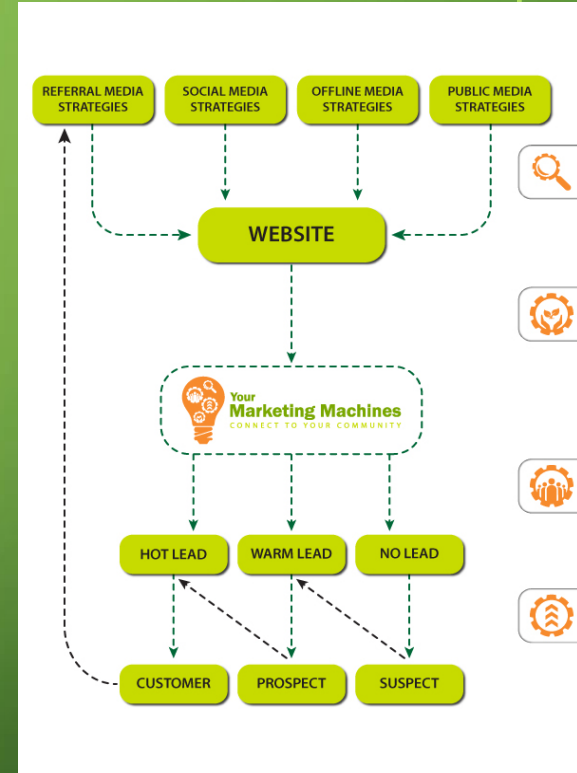 REFERRAL MEDIA
STRATEGIES
SOCIAL MEDIA
STRATEGIES
OFFLINE MEDIA
STRATEGIES
PUBLIC MEDIA
STRATEGIES
WEBSITE
Your
Marketing Machines
CONNECT TO YOUR COMMUNITY
HOT LEAD
WARM LEAD
NO LEAD
CUSTOMER
PROSPECT
SUSPECT